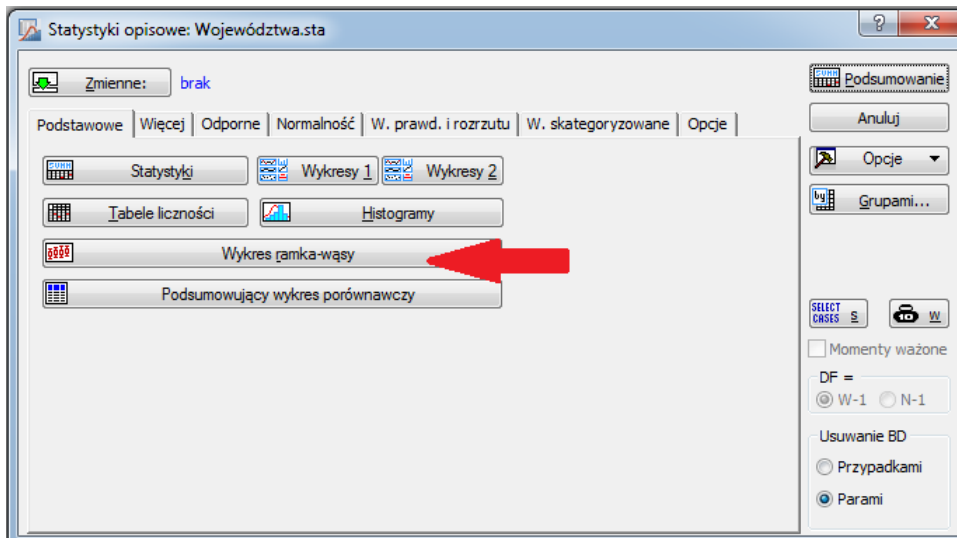 Statystyki opisowe: Województwa.sta
?
x
Zmienne: brak
Podstawowe Więcej Odporne Normalność W. prawd. i rozrzutu W. skategoryzowane Opcje
Statystyki Wykresy 1 Wykresy 2
Tabele liczności Histogramy
Wykres ramka-wąsy
Podsumowujący wykres porównawczy
Podsumowanie
Anuluj
Opcje
Grupami...
SELECT CASES S W
Momenty ważone
DF =
W-1 N-1
Usuwanie BD
Przypadkami
Parami